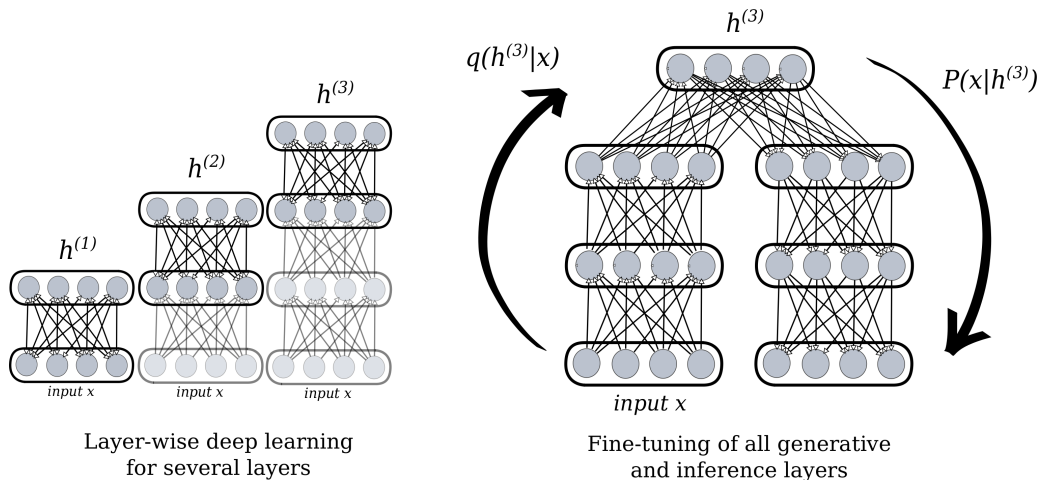 h(1)
input x
h(2)
input x
h(3)
input x
Layer-wise deep learning
for several layers
h(3)
q(h(3)|x)
P(x|h(3))
input x
Fine-tuning of all generative
and inference layers